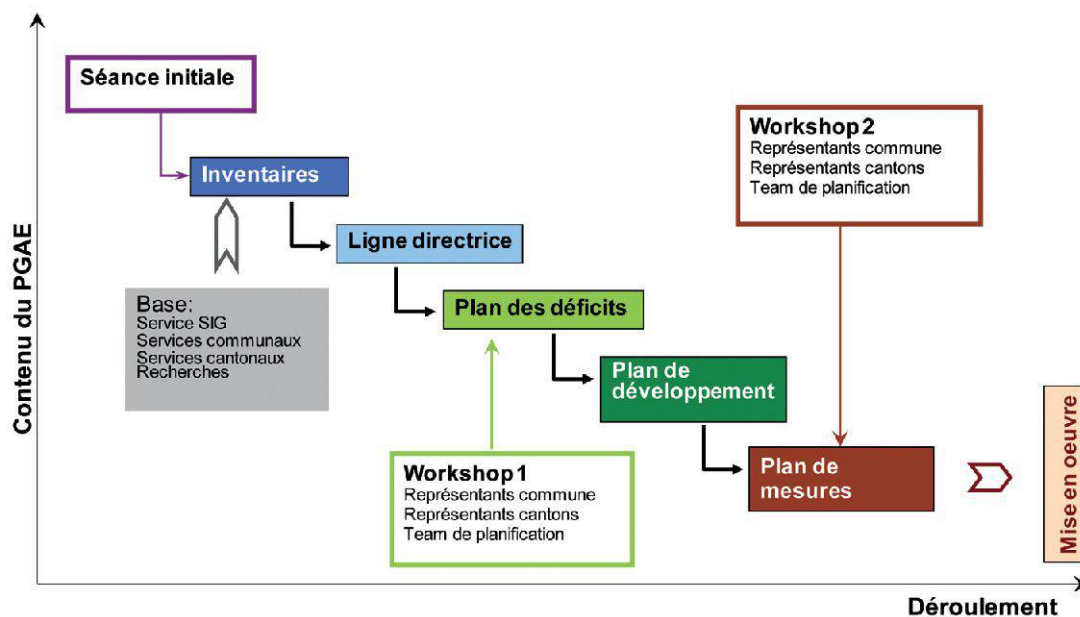 Contenu du PGAE
Séance initiale
Inventaires
Base:
Service SIG
Services communaux
Services cantonaux
Recherches
Ligne directrice
Plan des déficits
Workshop 1
Représentants commune
Représentants cantons
Team de planification
Plan de
développement
Workshop 2
Représentants commune
Représentants cantons
Team de planification
Plan de
mesures
Mise en oeuvre
Déroulement